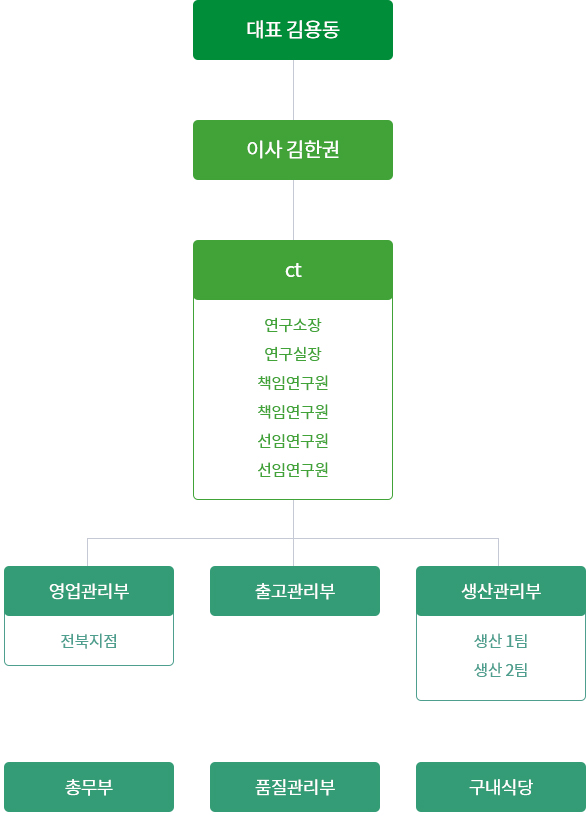 대표 김용동
이사 김한권
ct
연구소장
연구실장
책임연구원
책임연구원
선임연구원
선임연구원
영업관리부
출고관리부
생산관리부
전북지점
생산 1팀
생산 2팀
총무부
품질관리부
구내식당